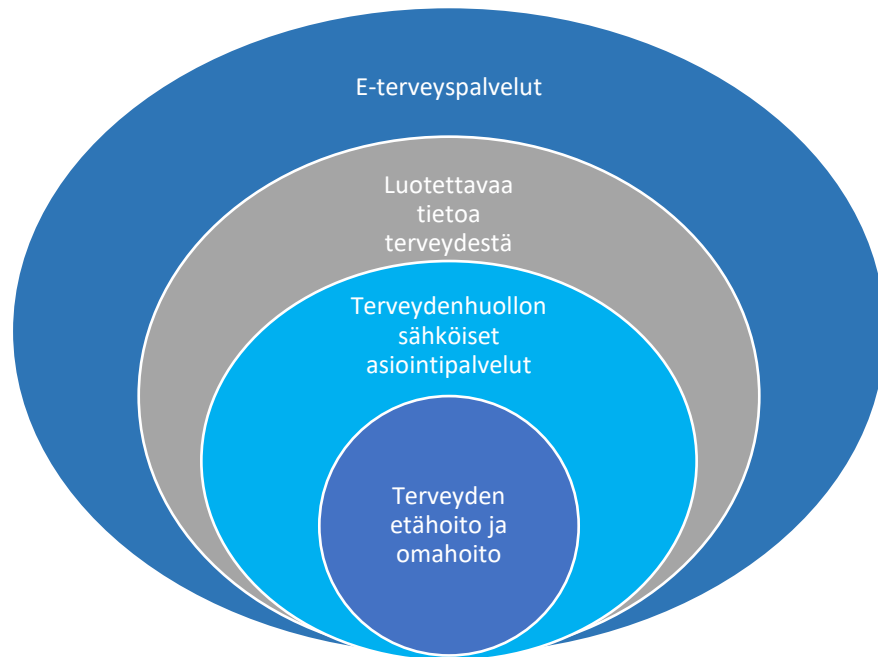 E-terveyspalvelut
Luotettavaa
tietoa
terveydestä
Terveydenhuollon
sähköiset
asiointipalvelut
Terveyden
etähoito ja
omahoito